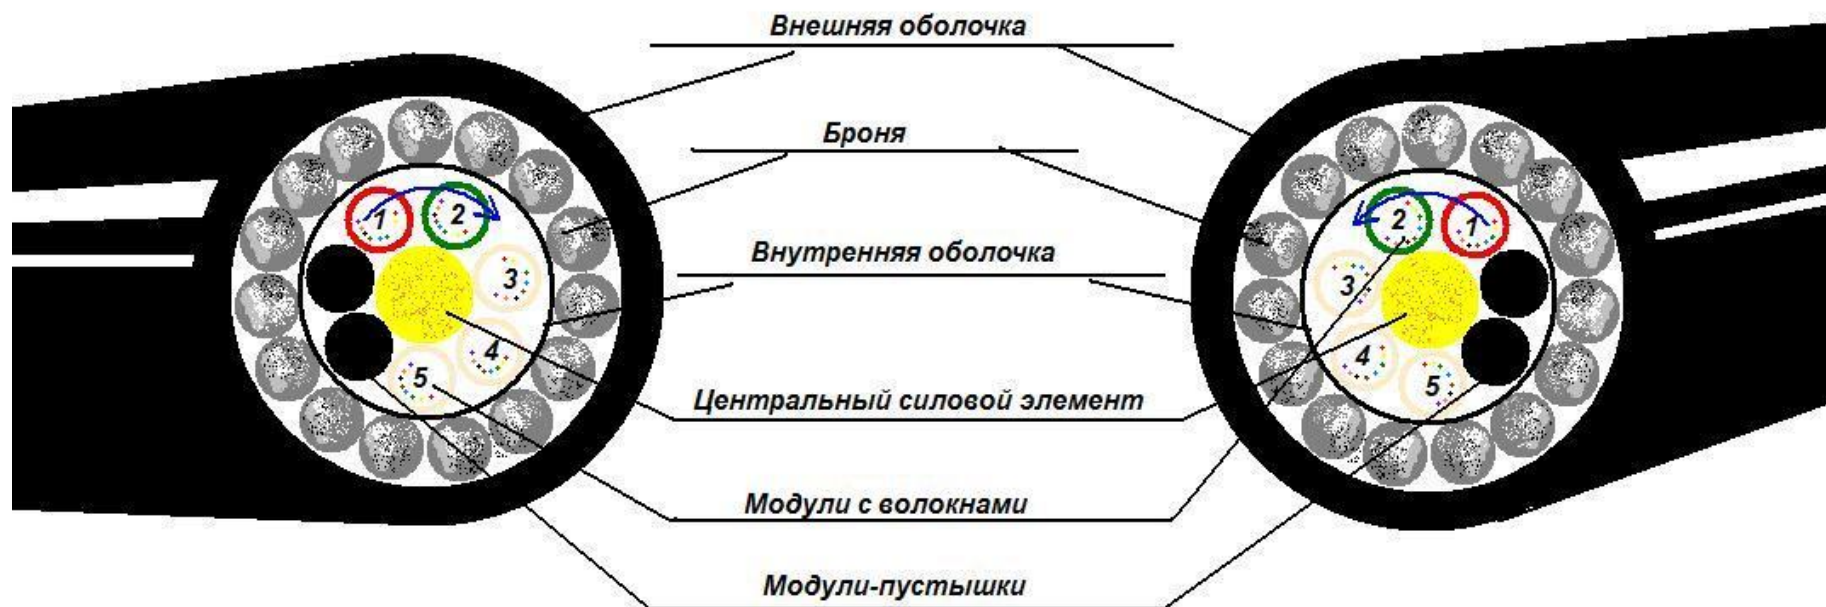 Внешняя оболочка
Броня
1 2
2 1
Внутренняя оболочка
3
3
4
4
5
5
Центральный силовой элемент
Модули с волокнами
Модули-пустышки